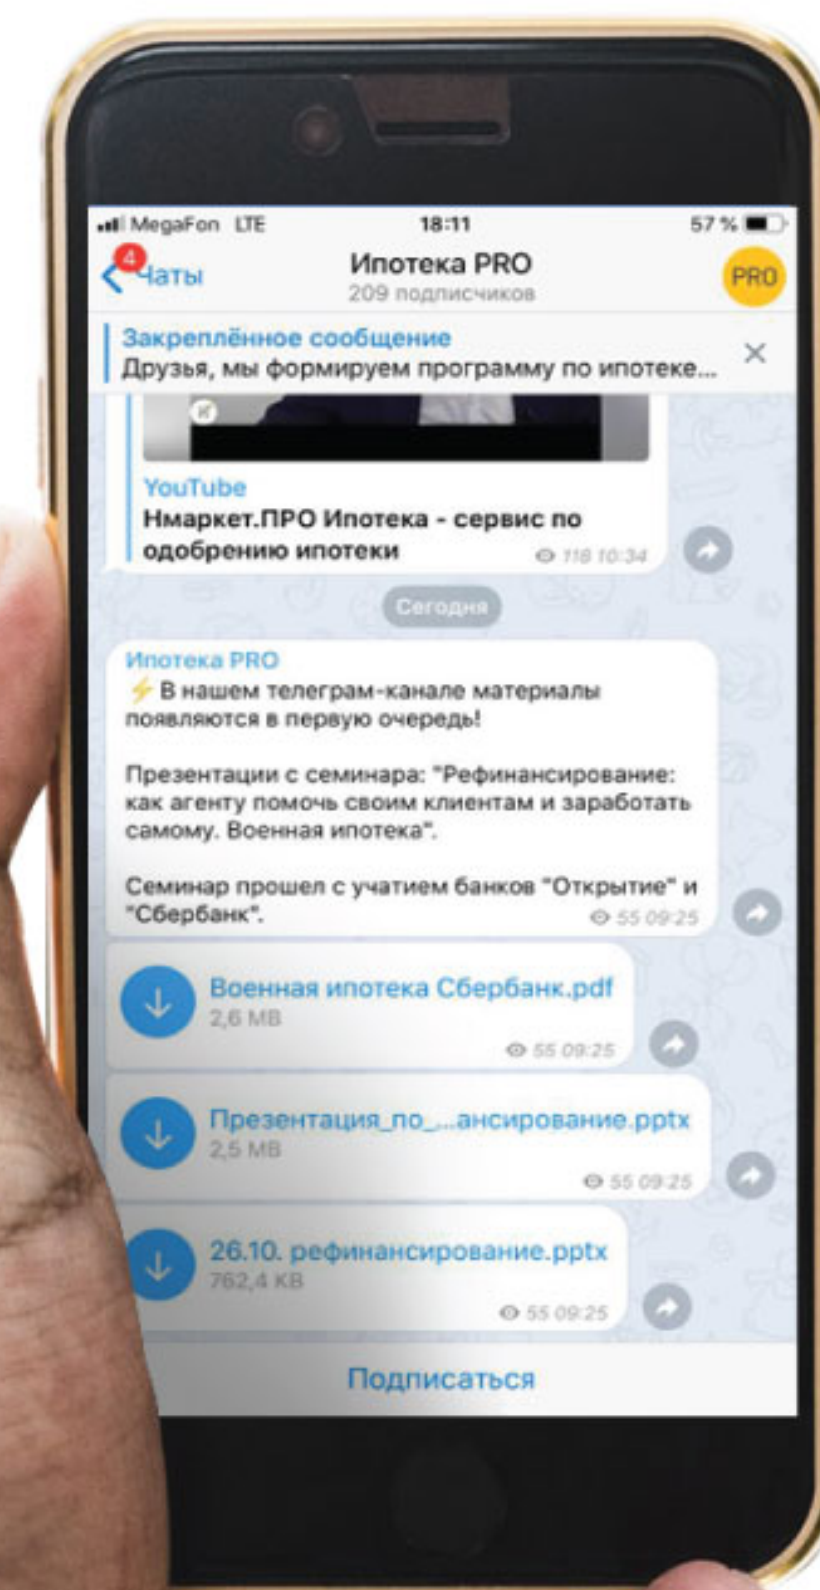 MegaFon LTE 18:11 57 %
4
Чаты
Ипотека PRO
209 подписчиков
PRO
Закреплённое сообщение
Друзья, мы формируем программу по ипотеке...
YouTube
Нмаркет.ПРО Ипотека - сервис по
одобрению ипотеки
118 10:34
Сегодня
Ипотека PRO
⚡ В нашем телеграм-канале материалы
появляются в первую очередь!
Презентации с семинара: "Рефинансирование:
как агенту помочь своим клиентам и заработать
самому. Военная ипотека".
Семинар прошел с учатием банков "Открытие" и
"Сбербанк".
55 09:25
Военная ипотека Сбербанк.pdf
2,6 MB
55 09:25
Презентация_по_...ансирование.pptx
2,5 MB
55 09:25
26.10. рефинансирование.pptx
762,4 KB
55 09:25
Подписаться